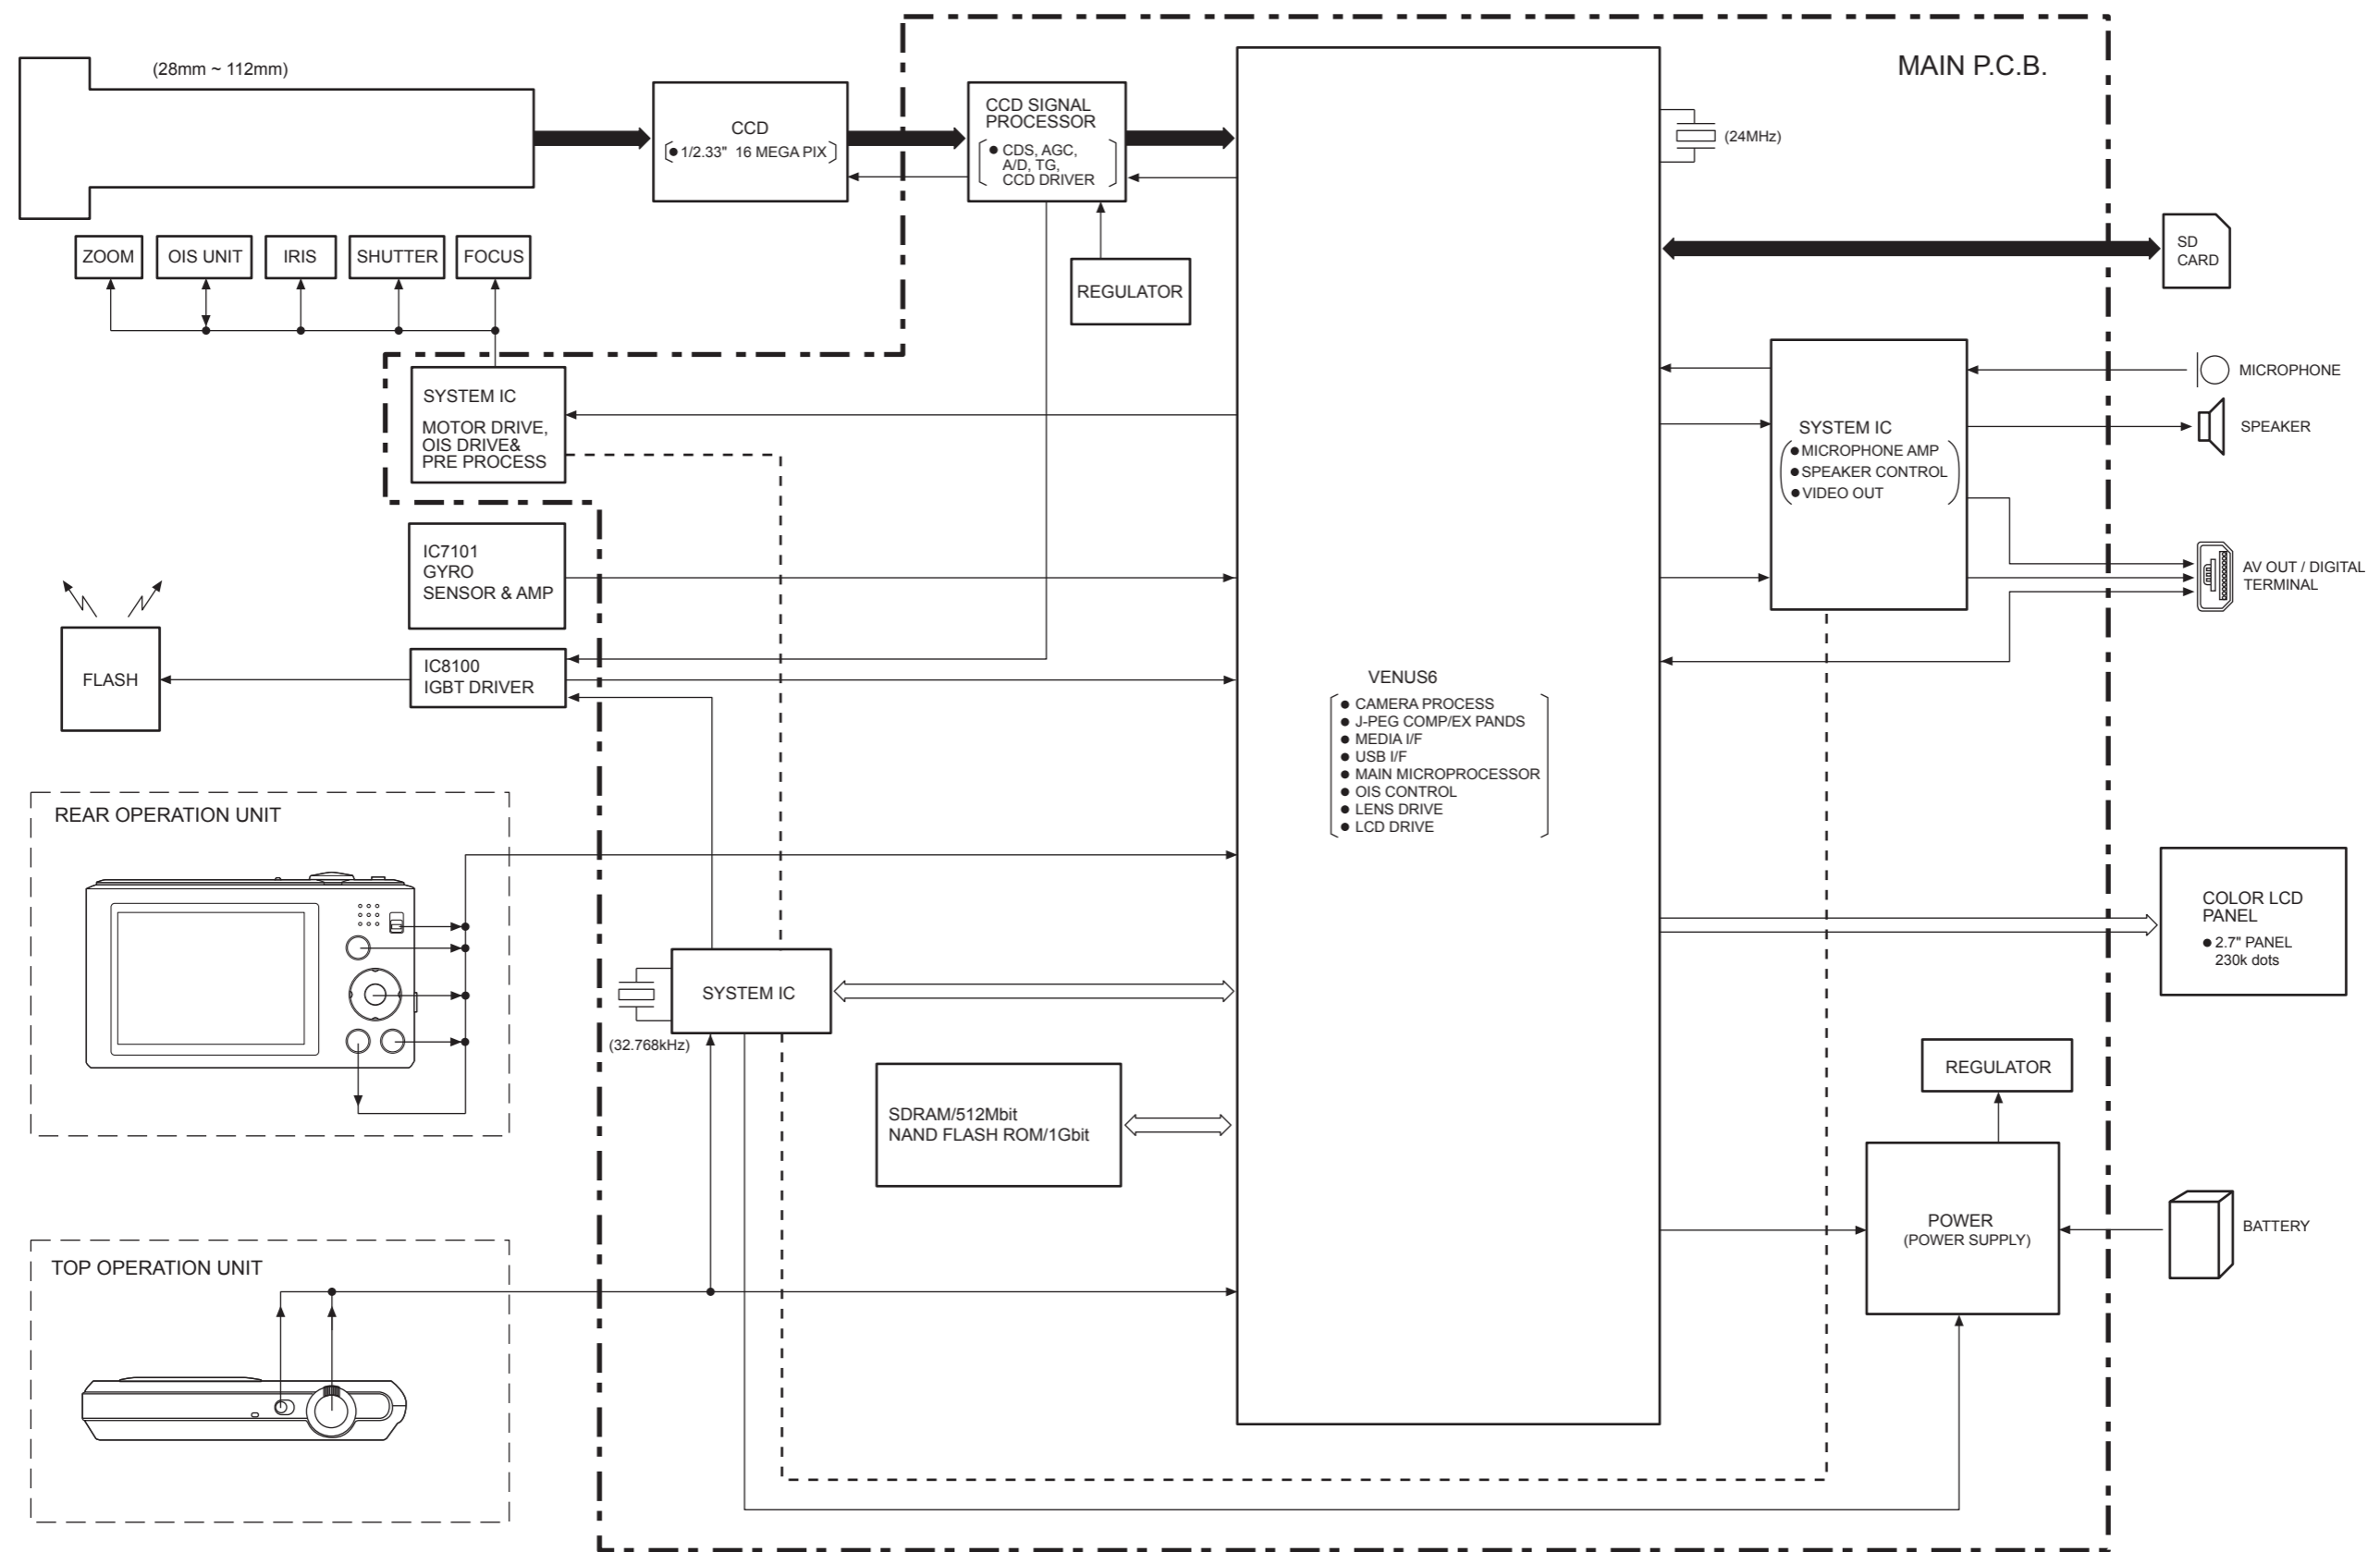 MAIN P.C.B.
(28mm ~ 112mm)
CCD
● 1/2.33" 16 MEGA PIX
CCD SIGNAL
PROCESSOR
● CDS, AGC,
A/D, TG,
CCD DRIVER
(24MHz)
SD
CARD
ZOOM
OIS UNIT
IRIS
SHUTTER
FOCUS
REGULATOR
SYSTEM IC
MOTOR DRIVE,
OIS DRIVE&
PRE PROCESS
SYSTEM IC
● MICROPHONE AMP
● SPEAKER CONTROL
● VIDEO OUT
MICROPHONE
SPEAKER
AV OUT / DIGITAL
TERMINAL
IC7101
GYRO
SENSOR & AMP
FLASH
IC8100
IGBT DRIVER
VENUS6
● CAMERA PROCESS
● J-PEG COMP/EX PANDS
● MEDIA I/F
● USB I/F
● MAIN MICROPROCESSOR
● OIS CONTROL
● LENS DRIVE
● LCD DRIVE
REAR OPERATION UNIT
COLOR LCD
PANEL
● 2.7" PANEL
230k dots
SYSTEM IC
(32.768kHz)
SDRAM/512Mbit
NAND FLASH ROM/1Gbit
REGULATOR
POWER
(POWER SUPPLY)
BATTERY
TOP OPERATION UNIT